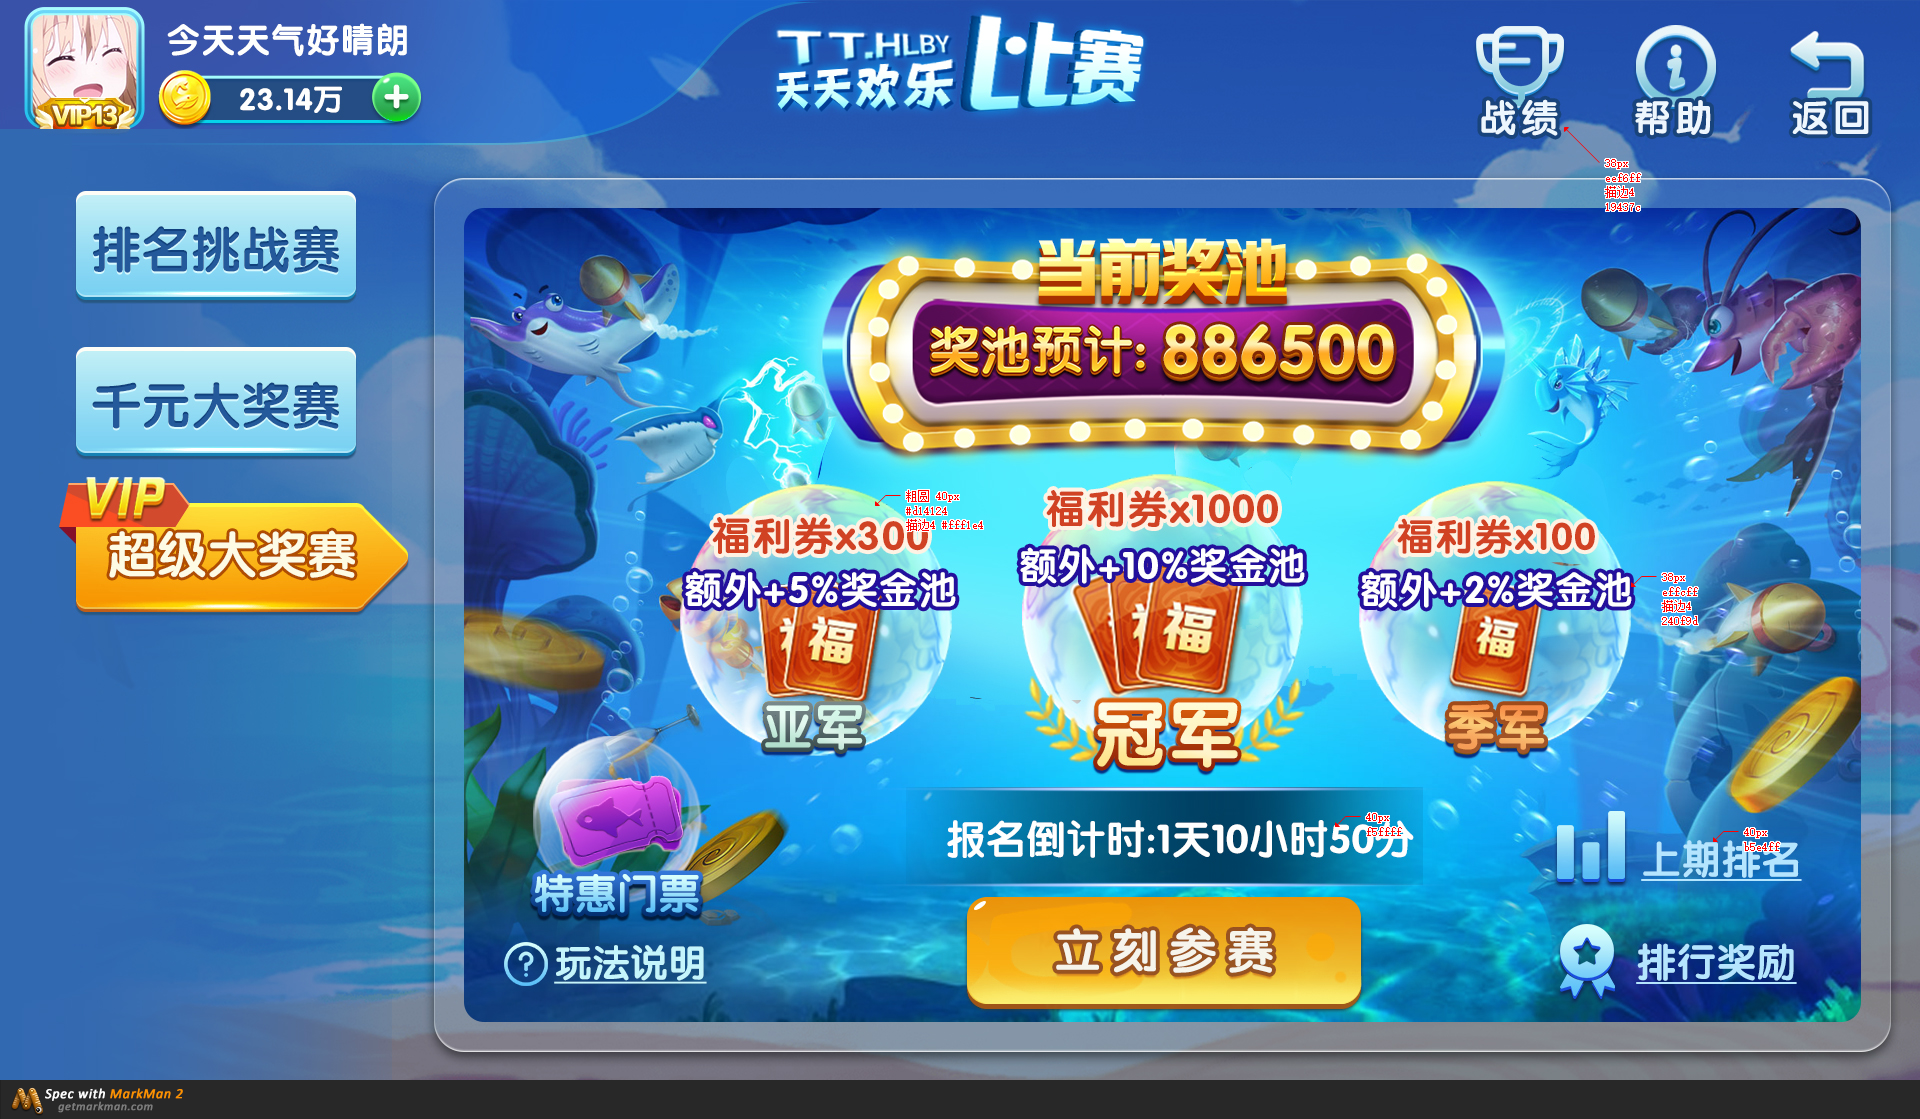 今天天气好晴朗
VIP13
23.14万
TT.HLBY
天天欢乐
比赛
战绩
帮助
返回
38px
eef6ff
描边4
19437c
排名挑战赛
千元大奖赛
VIP
超级大奖赛
当前奖池
奖池预计: 886500
粗圆 40px
#d14124
描边4 #fff1e4
福利券x300
额外+5%奖金池
福
亚军
福利券x1000
额外+10%奖金池
福
冠军
福利券x100
额外+2%奖金池
福
季军
38px
effcff
描边4
240f9d
特惠门票
?玩法说明
报名倒计时:1天10小时50分
40px
f5ffff
立刻参赛
40px
b5e4ff
上期排名
排行奖励
Spec with MarkMan 2
getmarkman.com